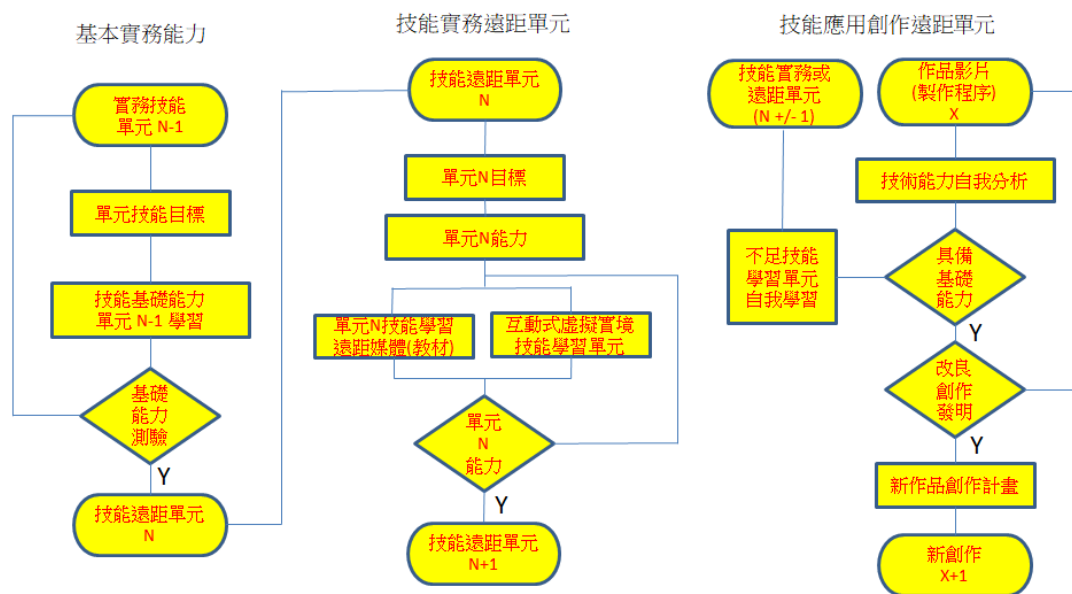 基本實務能力
實務技能
單元 N-1
單元技能目標
技能基礎能力
單元 N-1 學習
基礎
能力
測驗
Y
技能遠距單元
N
技能實務遠距單元
技能遠距單元
N
單元N目標
單元N能力
單元N技能學習
遠距媒體(教材)
互動式虛擬實境
技能學習單元
單元
N
能力
Y
技能遠距單元
N+1
技能應用創作遠距單元
技能實務或
遠距單元
(N +/- 1)
不足技能
學習單元
自我學習
作品影片
(製作程序)
X
技術能力自我分析
具備
基礎
能力
Y
改良
創作
發明
Y
新作品創作計畫
新創作
X+1